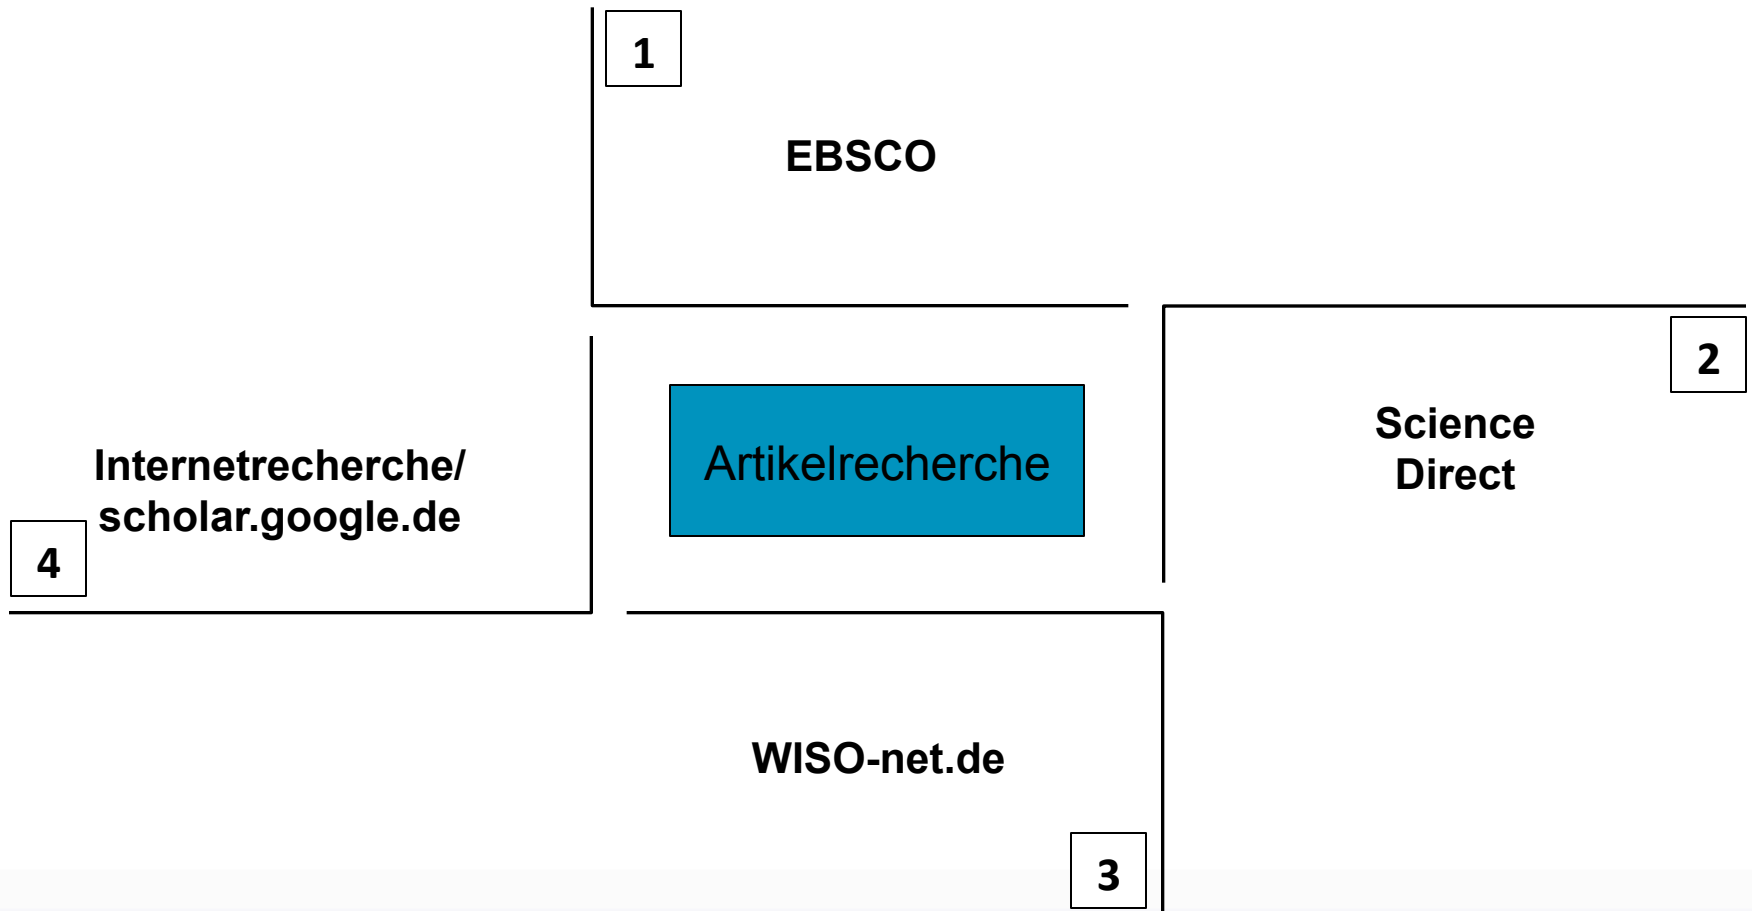 1
EBSCO
2
Science
Direct
Artikelrecherche
Internetrecherche/
scholar.google.de
4
WISO-net.de
3